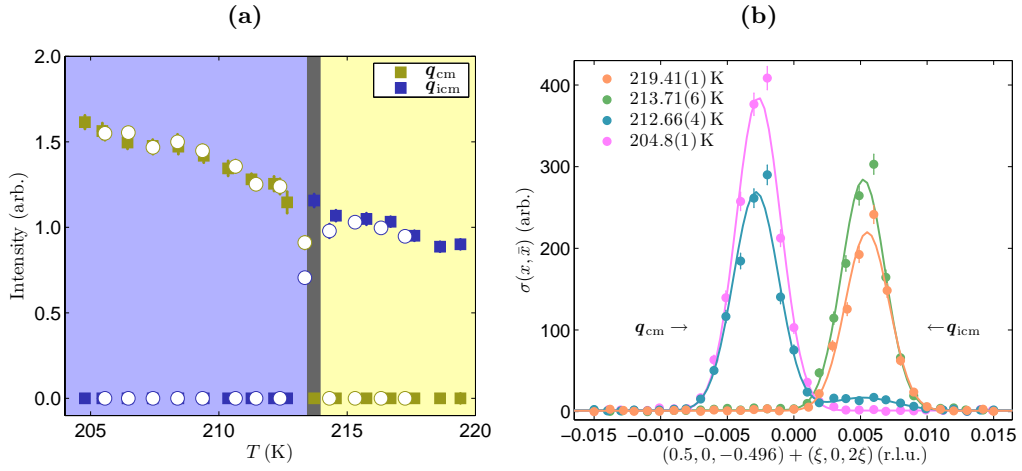 (a)
2.0
1.5
1.0
0.5
0.0
Intensity (arb.)
q_cm
q_icm
205 210 215 220
T (K)
(b)
400
300
200
100
0
σ(x, x̄) (arb.)
219.41(1) K
213.71(6) K
212.66(4) K
204.8(1) K
q_cm →
← q_icm
−0.015 −0.010 −0.005 0.000 0.005 0.010 0.015
(0.5, 0, −0.496) + (ξ, 0, 2ξ) (r.l.u.)